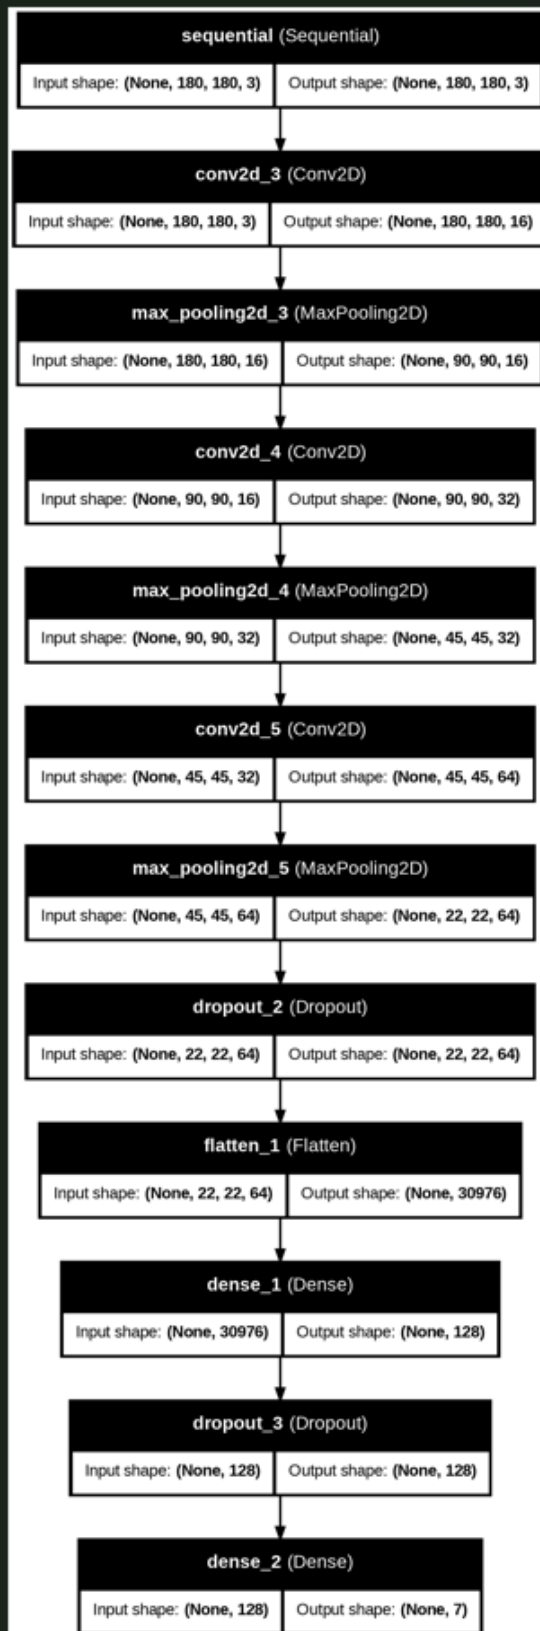 sequential (Sequential)
Input shape: (None, 180, 180, 3) Output shape: (None, 180, 180, 3)
conv2d_3 (Conv2D)
Input shape: (None, 180, 180, 3) Output shape: (None, 180, 180, 16)
max_pooling2d_3 (MaxPooling2D)
Input shape: (None, 180, 180, 16) Output shape: (None, 90, 90, 16)
conv2d_4 (Conv2D)
Input shape: (None, 90, 90, 16) Output shape: (None, 90, 90, 32)
max_pooling2d_4 (MaxPooling2D)
Input shape: (None, 90, 90, 32) Output shape: (None, 45, 45, 32)
conv2d_5 (Conv2D)
Input shape: (None, 45, 45, 32) Output shape: (None, 45, 45, 64)
max_pooling2d_5 (MaxPooling2D)
Input shape: (None, 45, 45, 64) Output shape: (None, 22, 22, 64)
dropout_2 (Dropout)
Input shape: (None, 22, 22, 64) Output shape: (None, 22, 22, 64)
flatten_1 (Flatten)
Input shape: (None, 22, 22, 64) Output shape: (None, 30976)
dense_1 (Dense)
Input shape: (None, 30976) Output shape: (None, 128)
dropout_3 (Dropout)
Input shape: (None, 128) Output shape: (None, 128)
dense_2 (Dense)
Input shape: (None, 128) Output shape: (None, 7)